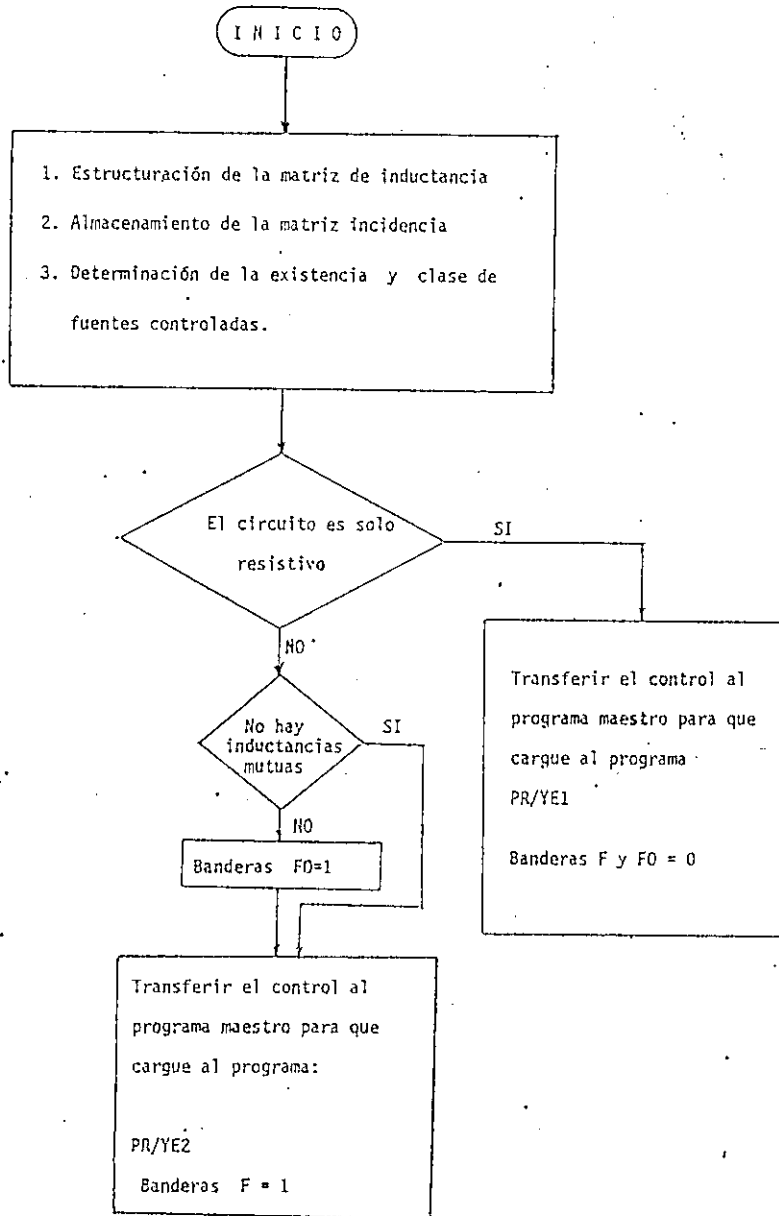 I N I C I O
1. Estructuración de la matriz de inductancia
2. Almacenamiento de la matriz incidencia
3. Determinación de la existencia y clase de
fuentes controladas.
El circuito es solo
resistivo
SI
NO
No hay
inductancias
mutuas
SI
NO
Banderas FO=1
Transferir el control al
programa maestro para que
cargue al programa
PR/YE1
Banderas F y FO = 0
Transferir el control al
programa maestro para que
cargue al programa:
PR/YE2
Banderas F = 1